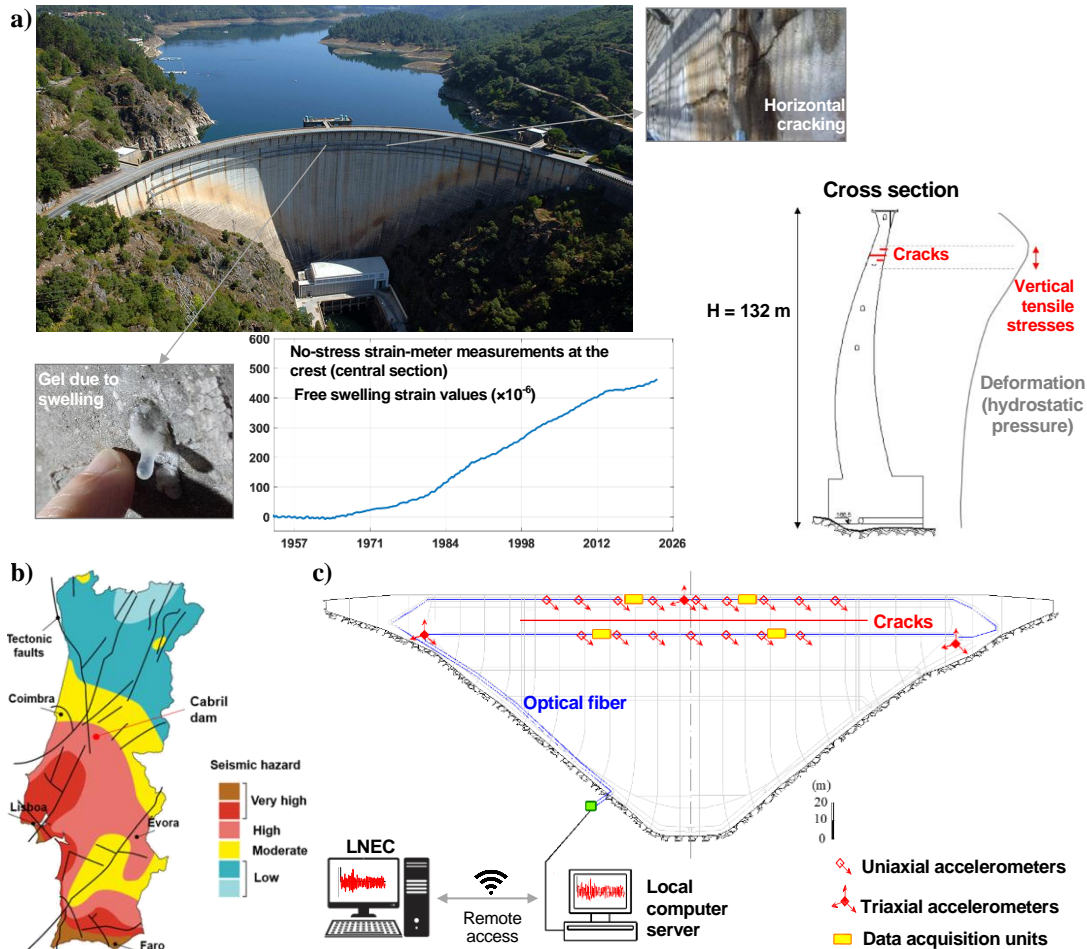 a)
Horizontal
cracking
Gel due to
swelling
No-stress strain-meter measurements at the
crest (central section)
Free swelling strain values (×10⁻⁶)
600
500
400
300
200
100
0
1957
1971
1984
1998
2012
2026
Cross section
Cracks
H = 132 m
Vertical
tensile
stresses
Deformation
(hydrostatic
pressure)
b)
Tectonic
faults
Coimbra
Cabril
dam
Lisboa
Évora
Faro
Seismic hazard
Very high
High
Moderate
Low
c)
Cracks
Optical fiber
(m)
20
10
0
LNEC
Remote
access
Local
computer
server
Uniaxial accelerometers
Triaxial accelerometers
Data acquisition units